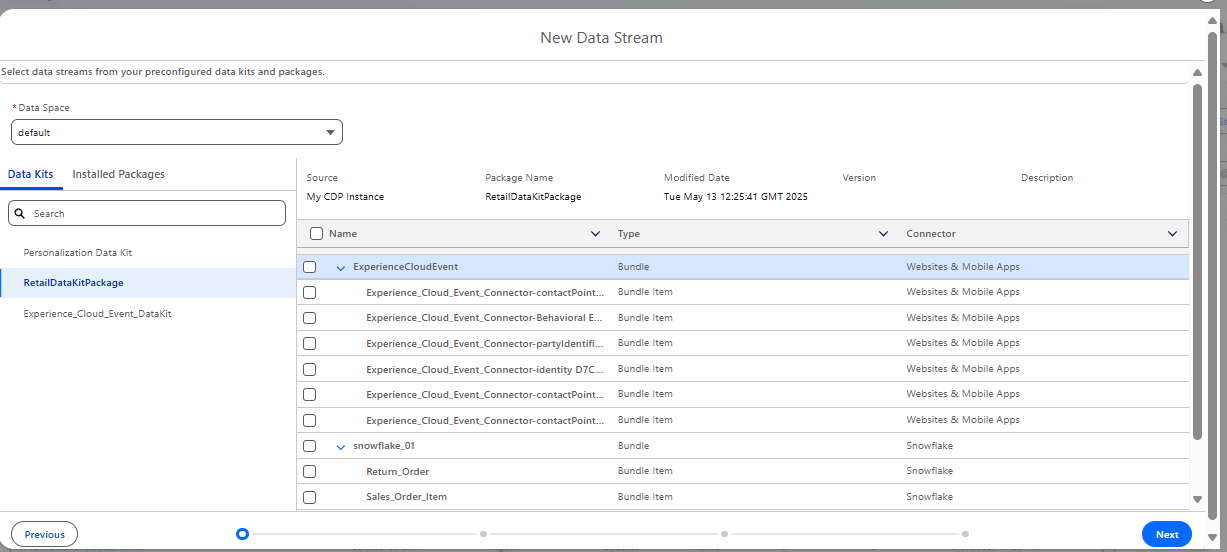 New Data Stream
Select data streams from your preconfigured data kits and packages.
* Data Space
default
Data Kits Installed Packages
Search
Personalization Data Kit
RetailDataKitPackage
Experience_Cloud_Event_DataKit
Source Package Name Modified Date Version Description
My CDP Instance RetailDataKitPackage Tue May 13 12:25:41 GMT 2025
Name Type Connector
ExperienceCloudEvent Bundle Websites & Mobile Apps
Experience_Cloud_Event_Connector-contactPoint... Bundle Item Websites & Mobile Apps
Experience_Cloud_Event_Connector-Behavioral E... Bundle Item Websites & Mobile Apps
Experience_Cloud_Event_Connector-partyIdentifi... Bundle Item Websites & Mobile Apps
Experience_Cloud_Event_Connector-identity D7C... Bundle Item Websites & Mobile Apps
Experience_Cloud_Event_Connector-contactPoint... Bundle Item Websites & Mobile Apps
Experience_Cloud_Event_Connector-contactPoint... Bundle Item Websites & Mobile Apps
snowflake_01 Bundle Snowflake
Return_Order Bundle Item Snowflake
Sales_Order_Item Bundle Item Snowflake
Previous Next